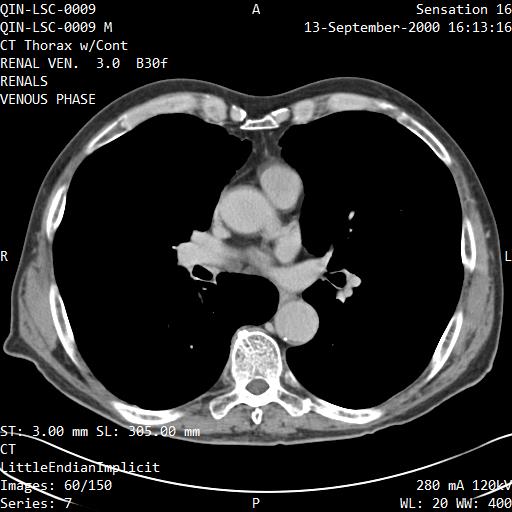 QIN-LSC-0009
QIN-LSC-0009 M
CT Thorax w/Cont
RENAL VEN. 3.0 B30f
RENALS
VENOUS PHASE
A
Sensation 16
13-September-2000 16:13:16
R
L
ST: 3.00 mm SL: 305.00 mm
CT
LittleEndianImplicit
Images: 60/150
Series: 7
P
280 mA 120kV
WL: 20 WW: 400